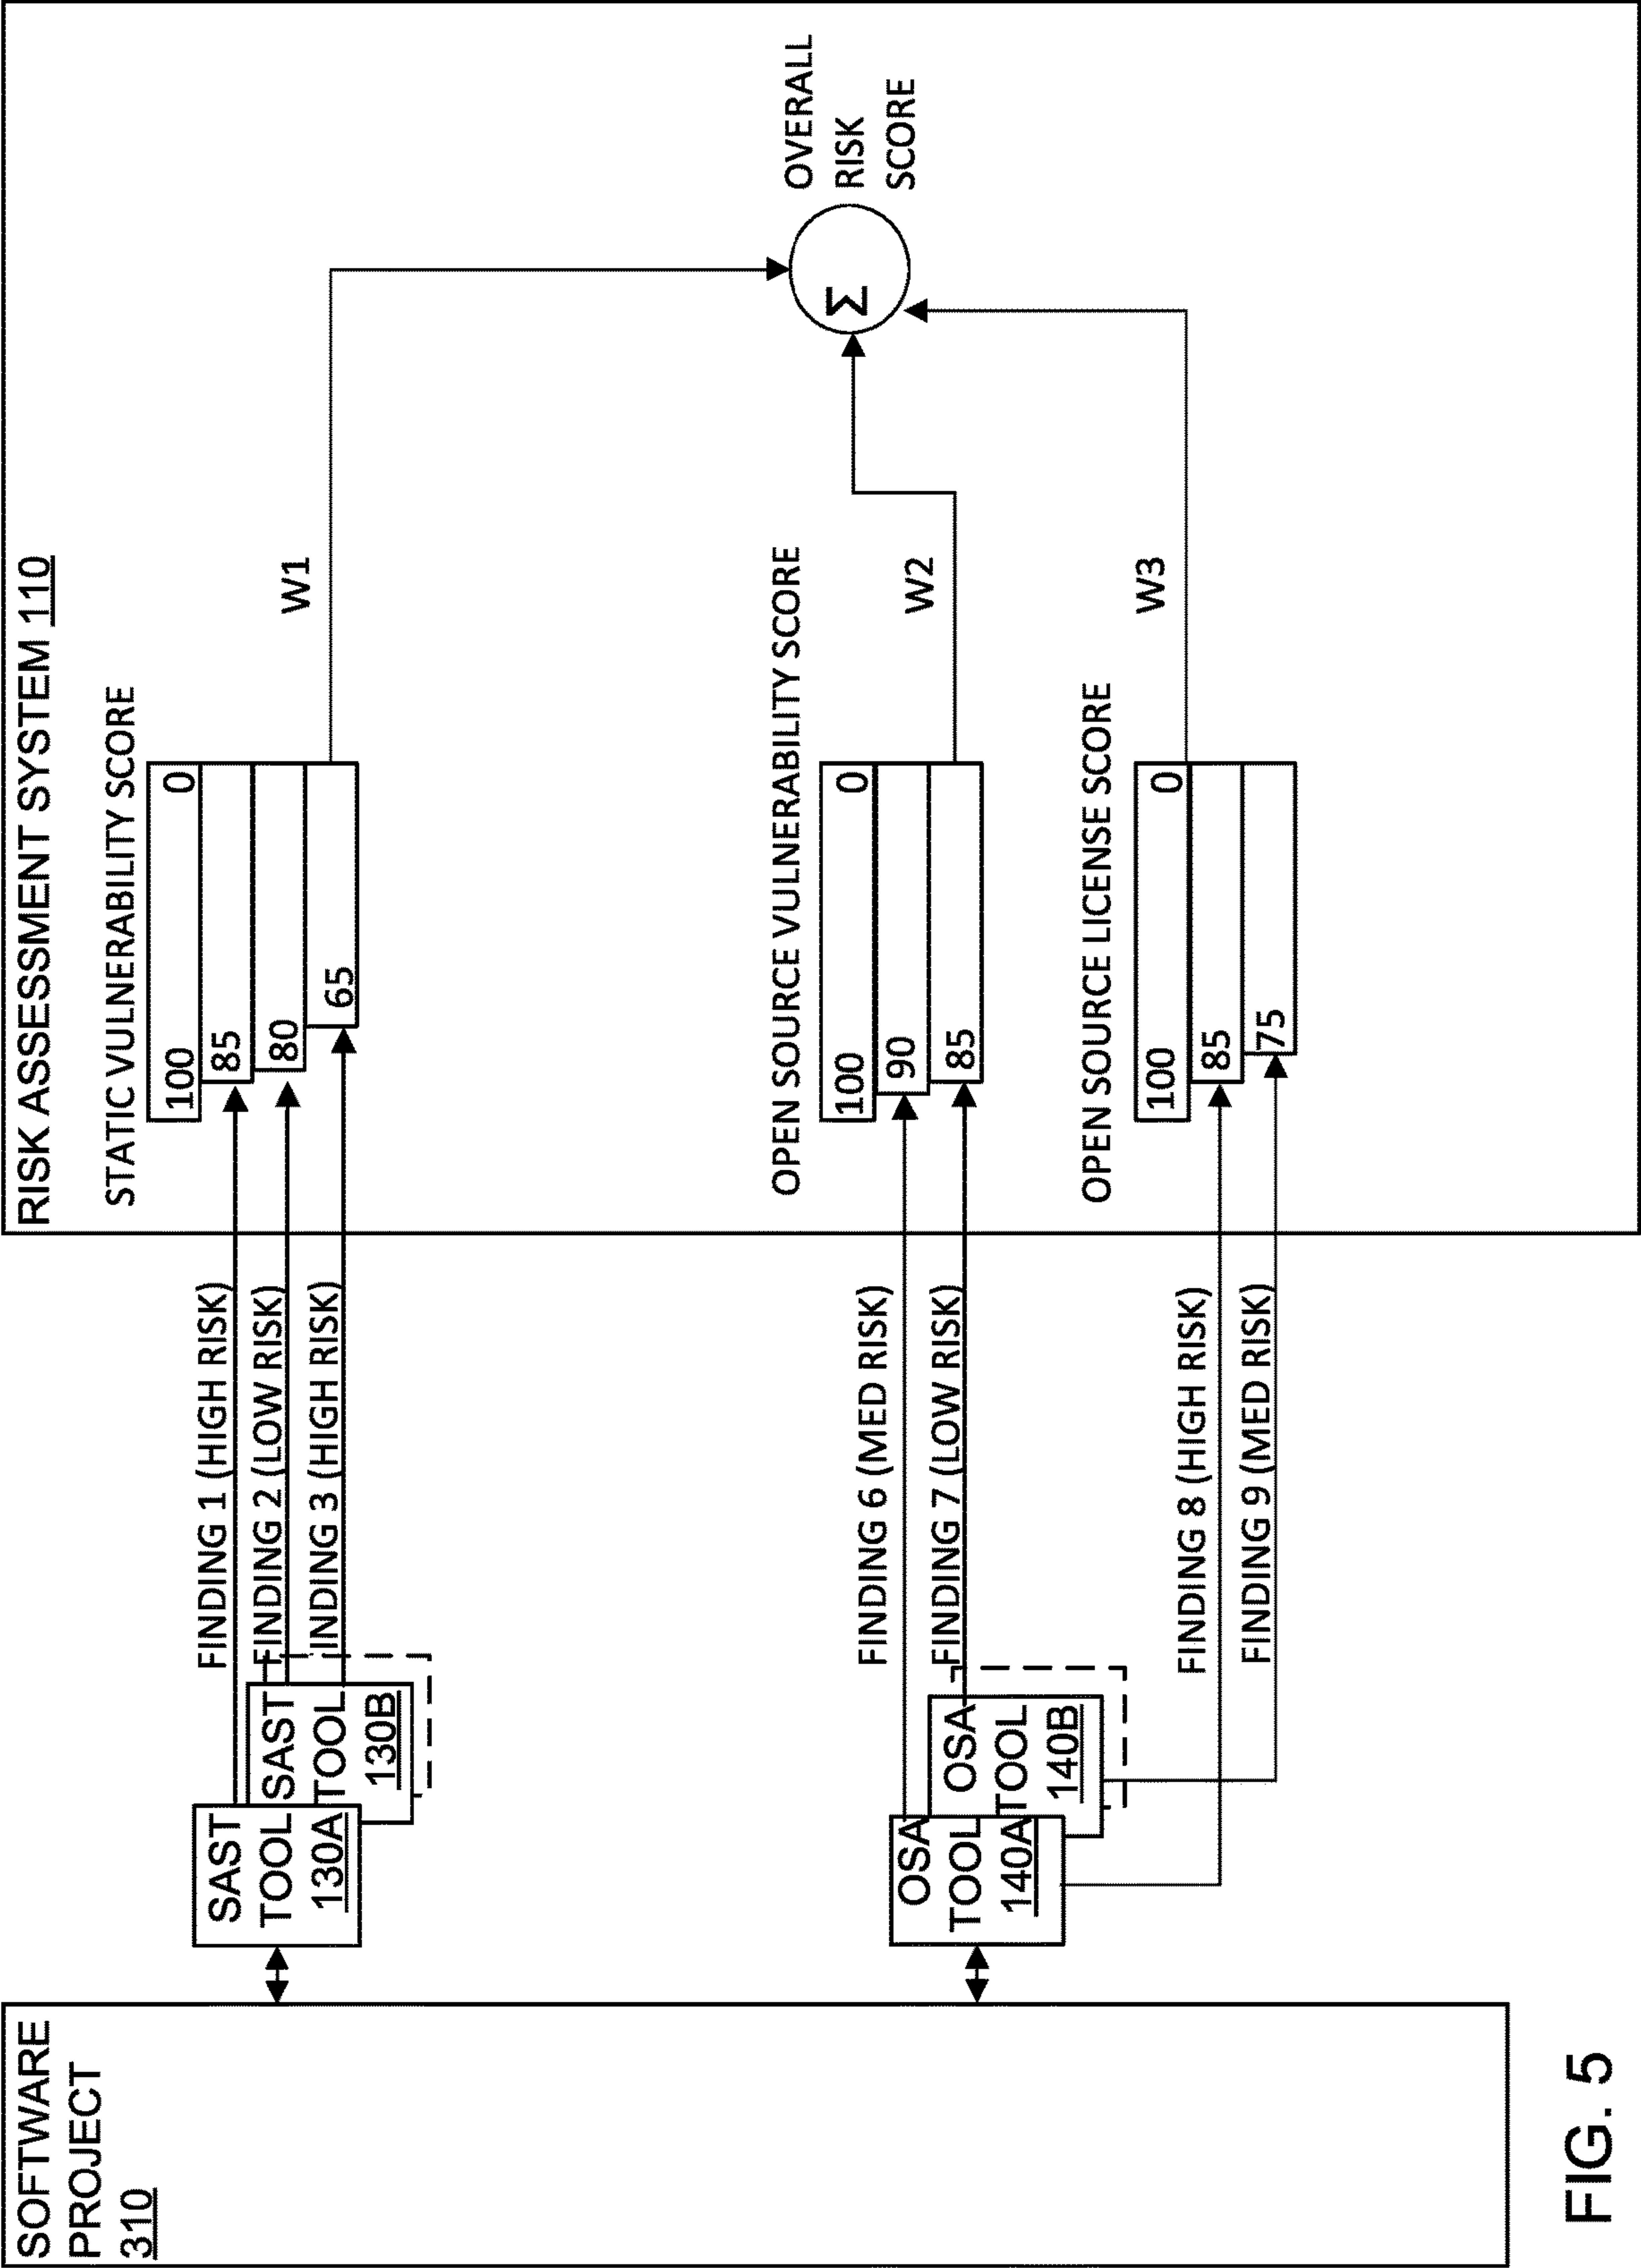 SOFTWARE
PROJECT
310
SAST
TOOL
130A
SAST
TOOL
130B
FINDING 1 (HIGH RISK)
FINDING 2 (LOW RISK)
INDING 3 (HIGH RISK)
OSA
TOOL
140A
OSA
TOOL
140B
FINDING 6 (MED RISK)
FINDING 7 (LOW RISK)
FINDING 8 (HIGH RISK)
FINDING 9 (MED RISK)
RISK ASSESSMENT SYSTEM 110
STATIC VULNERABILITY SCORE
100 0
85
80
65
W1
OPEN SOURCE VULNERABILITY SCORE
100 0
90
85
W2
OPEN SOURCE LICENSE SCORE
100 0
85
75
W3
Σ
OVERALL
RISK
SCORE
FIG. 5